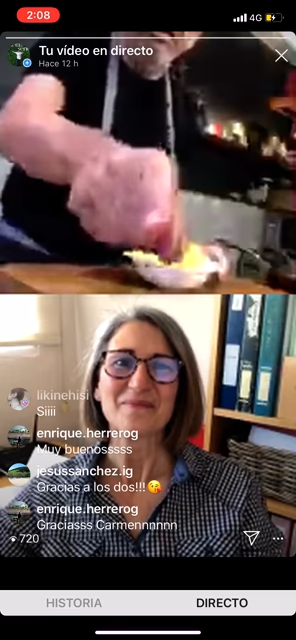 2:08
4G
Tu vídeo en directo
Hace 12 h
likinehisi
Siiii
enrique.herrerog
Muy buenosssss
jesussanchez.ig
Gracias a los dos!!!😘
enrique.herrerog
Graciasss Carmennnnnn
720
HISTORIA
DIRECTO